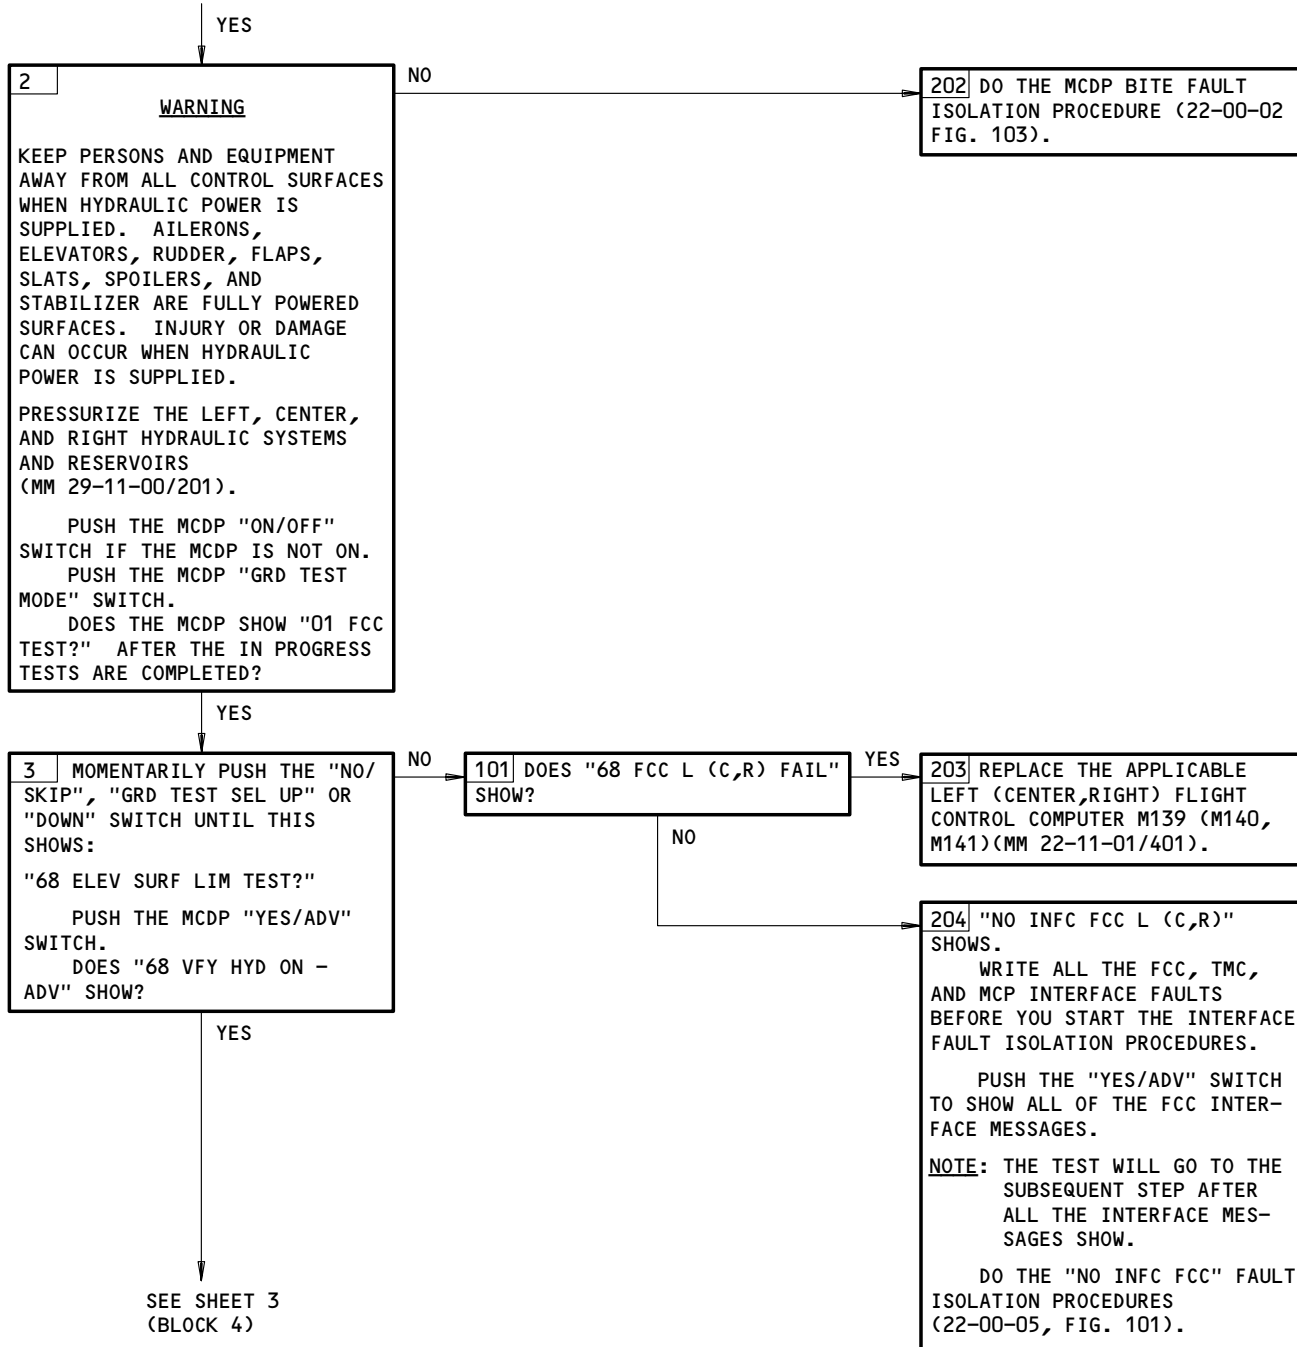 YES
2
WARNING
KEEP PERSONS AND EQUIPMENT
AWAY FROM ALL CONTROL SURFACES
WHEN HYDRAULIC POWER IS
SUPPLIED.  AILERONS,
ELEVATORS, RUDDER, FLAPS,
SLATS, SPOILERS, AND
STABILIZER ARE FULLY POWERED
SURFACES.  INJURY OR DAMAGE
CAN OCCUR WHEN HYDRAULIC
POWER IS SUPPLIED.
PRESSURIZE THE LEFT, CENTER,
AND RIGHT HYDRAULIC SYSTEMS
AND RESERVOIRS
(MM 29-11-00/201).
PUSH THE MCDP "ON/OFF"
SWITCH IF THE MCDP IS NOT ON.
PUSH THE MCDP "GRD TEST
MODE" SWITCH.
DOES THE MCDP SHOW "01 FCC
TEST?"  AFTER THE IN PROGRESS
TESTS ARE COMPLETED?
NO
202 DO THE MCDP BITE FAULT
ISOLATION PROCEDURE (22-00-02
FIG. 103).
YES
3 MOMENTARILY PUSH THE "NO/
SKIP", "GRD TEST SEL UP" OR
"DOWN" SWITCH UNTIL THIS
SHOWS:
"68 ELEV SURF LIM TEST?"
PUSH THE MCDP "YES/ADV"
SWITCH.
DOES "68 VFY HYD ON -
ADV" SHOW?
NO
101 DOES "68 FCC L (C,R) FAIL"
SHOW?
YES
203 REPLACE THE APPLICABLE
LEFT (CENTER,RIGHT) FLIGHT
CONTROL COMPUTER M139 (M140,
M141)(MM 22-11-01/401).
NO
204 "NO INFC FCC L (C,R)"
SHOWS.
WRITE ALL THE FCC, TMC,
AND MCP INTERFACE FAULTS
BEFORE YOU START THE INTERFACE
FAULT ISOLATION PROCEDURES.
PUSH THE "YES/ADV" SWITCH
TO SHOW ALL OF THE FCC INTER-
FACE MESSAGES.
NOTE: THE TEST WILL GO TO THE
SUBSEQUENT STEP AFTER
ALL THE INTERFACE MES-
SAGES SHOW.
DO THE "NO INFC FCC" FAULT
ISOLATION PROCEDURES
(22-00-05, FIG. 101).
YES
SEE SHEET 3
(BLOCK 4)